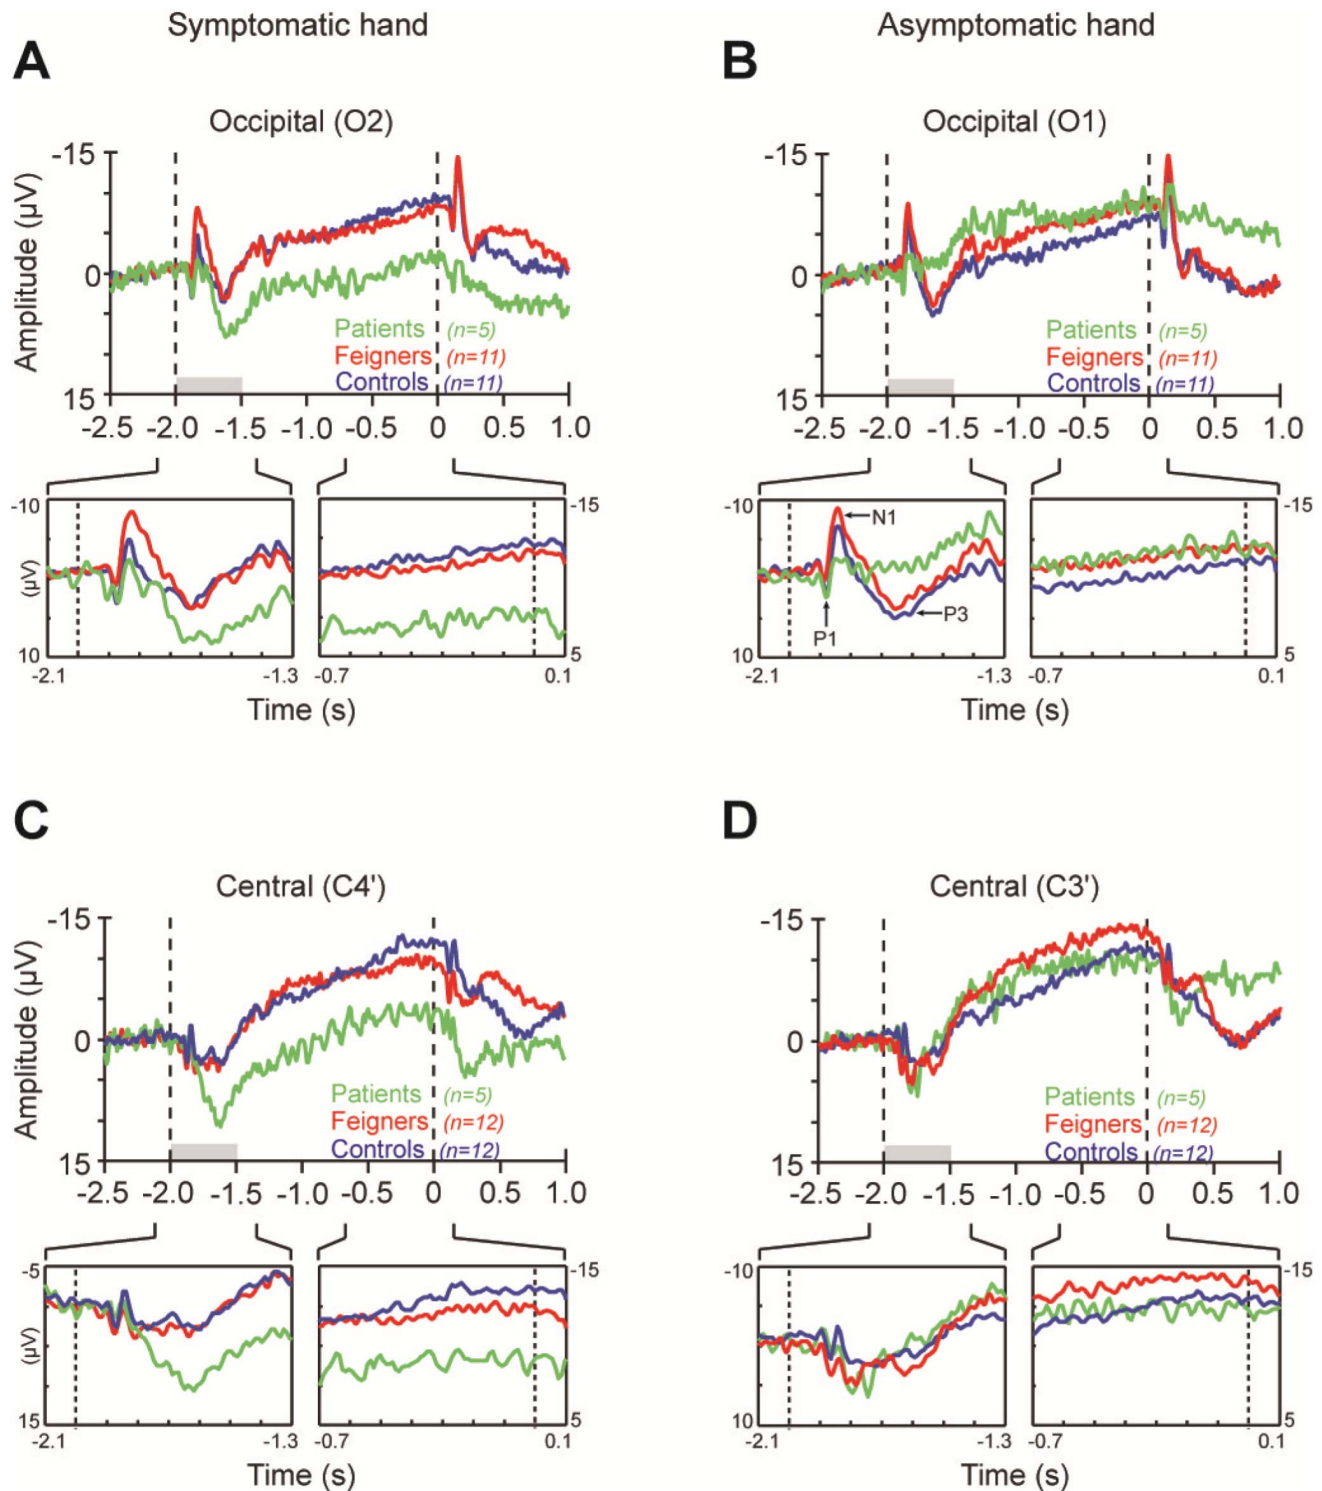 Symptomatic hand
Asymptomatic hand
A
Occipital (O2)
Amplitude (µV)
-15
0
15
Patients (n=5)
Feigners (n=11)
Controls (n=11)
-2.5 -2.0 -1.5 -1.0 -0.5 0 0.5 1.0
-10
(µV)
10
-2.1 -1.3
-15
5
-0.7 0.1
Time (s)
B
Occipital (O1)
-15
0
15
Patients (n=5)
Feigners (n=11)
Controls (n=11)
-2.5 -2.0 -1.5 -1.0 -0.5 0 0.5 1.0
-10
(µV)
10
N1
P3
P1
-2.1 -1.3
-15
5
-0.7 0.1
Time (s)
C
Central (C4')
Amplitude (µV)
-15
0
15
Patients (n=5)
Feigners (n=12)
Controls (n=12)
-2.5 -2.0 -1.5 -1.0 -0.5 0 0.5 1.0
-5
(µV)
15
-2.1 -1.3
-15
5
-0.7 0.1
Time (s)
D
Central (C3')
-15
0
15
Patients (n=5)
Feigners (n=12)
Controls (n=12)
-2.5 -2.0 -1.5 -1.0 -0.5 0 0.5 1.0
-10
(µV)
10
-2.1 -1.3
-15
5
-0.7 0.1
Time (s)